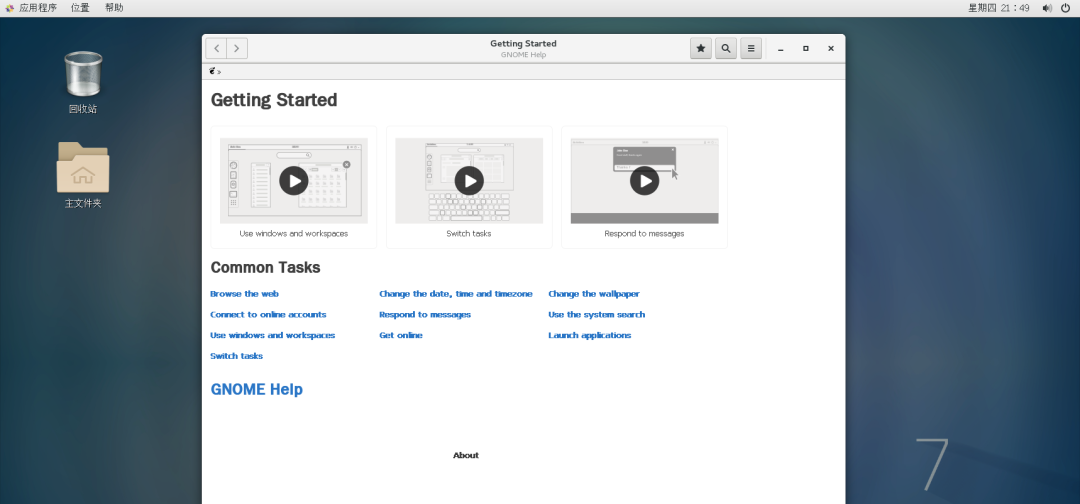 应用程序 位置 帮助 星期四 21：49
Getting Started
GNOME Help
»
回收站
主文件夹
Getting Started
Use windows and workspaces
Switch tasks
Respond to messages
Common Tasks
Browse the web
Change the date, time and timezone
Change the wallpaper
Connect to online accounts
Respond to messages
Use the system search
Use windows and workspaces
Get online
Launch applications
Switch tasks
GNOME Help
About
7